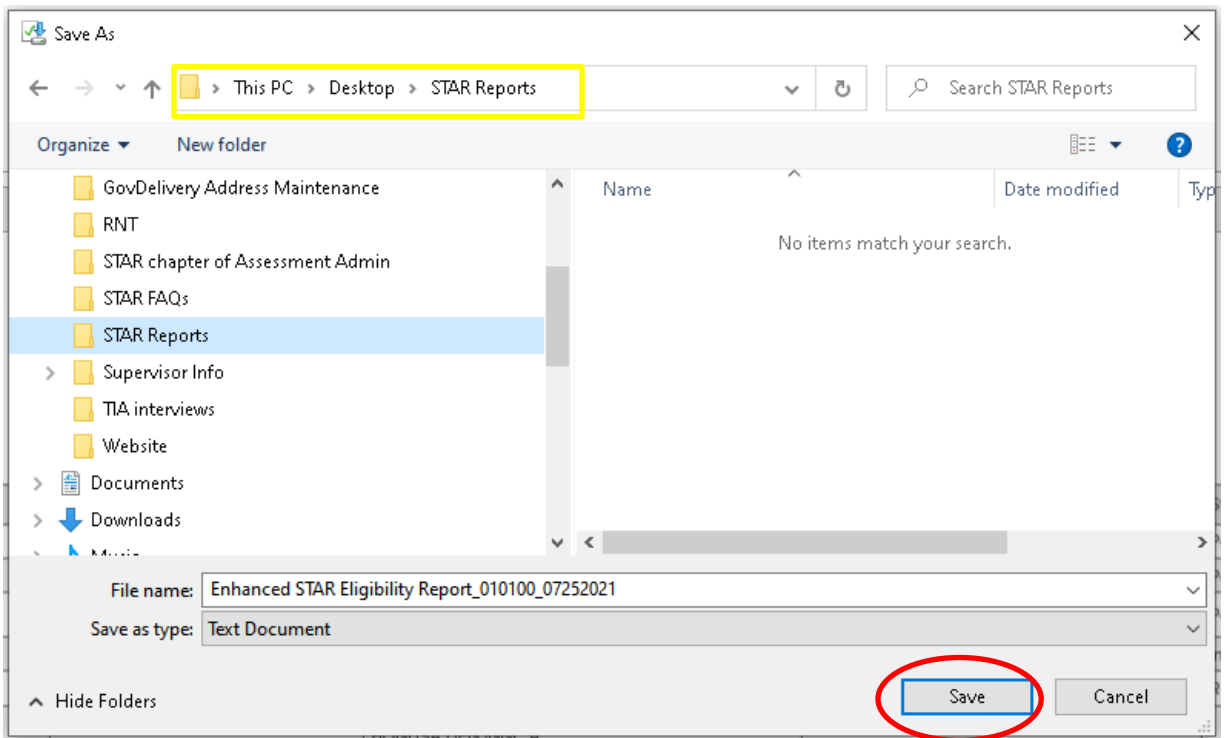 Save As
This PC > Desktop > STAR Reports
Search STAR Reports
Organize
New folder
Name
Date modified
Typ
GovDelivery Address Maintenance
RNT
STAR chapter of Assessment Admin
STAR FAQs
STAR Reports
Supervisor Info
TIA interviews
Website
Documents
Downloads
No items match your search.
File name: Enhanced STAR Eligibility Report_010100_07252021
Save as type: Text Document
Hide Folders
Save
Cancel